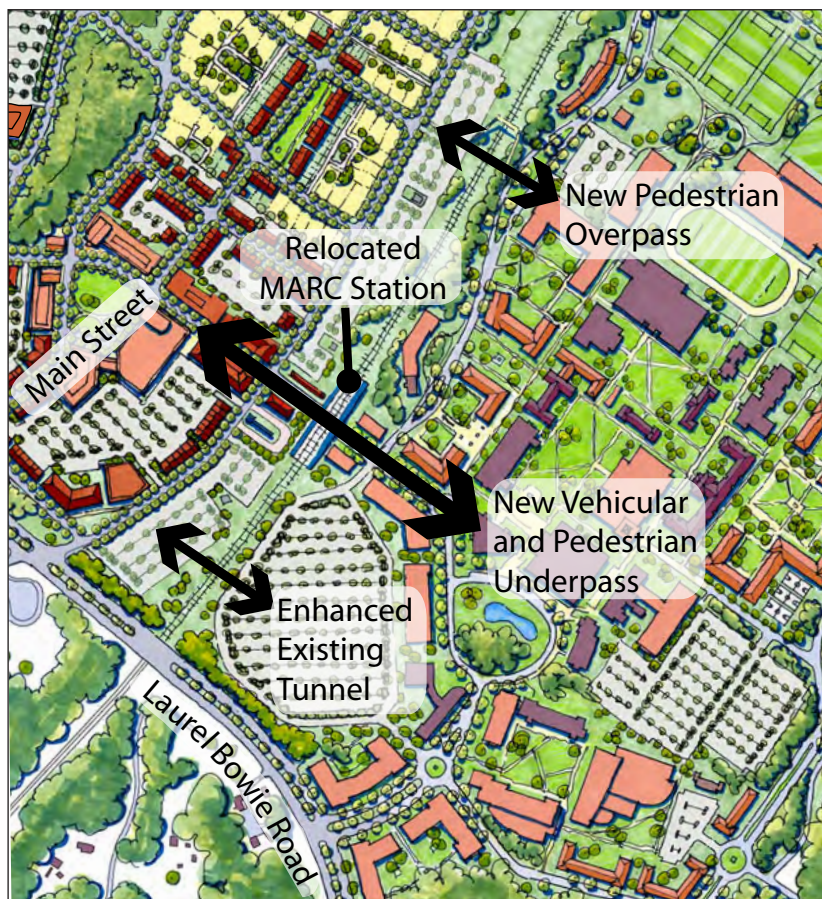 New Pedestrian
Overpass
Relocated
MARC Station
Main Street
New Vehicular
and Pedestrian
Underpass
Enhanced
Existing
Tunnel
Laurel Bowie Road